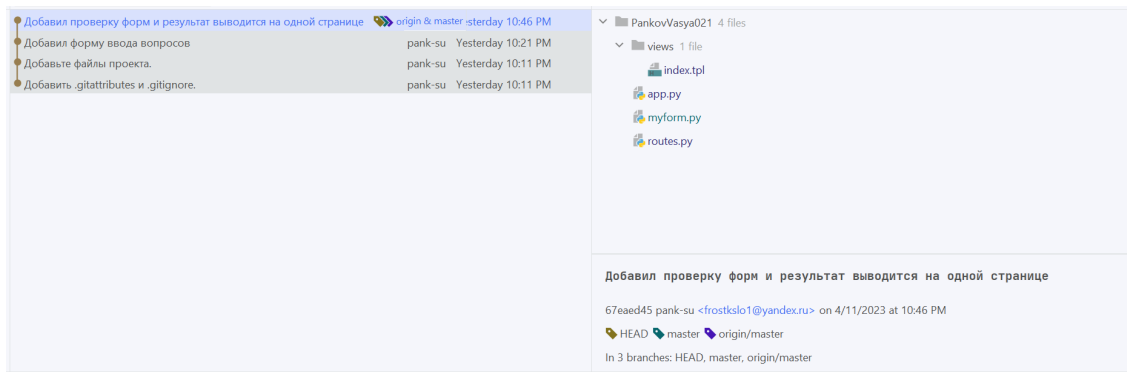 Добавил проверку форм и результат выводится на одной странице origin & master sterday 10:46 PM
Добавил форму ввода вопросов pank-su Yesterday 10:21 PM
Добавьте файлы проекта. pank-su Yesterday 10:11 PM
Добавить .gitattributes и .gitignore. pank-su Yesterday 10:11 PM
PankovVasya021 4 files
views 1 file
index.tpl
app.py
myform.py
routes.py
Добавил проверку форм и результат выводится на одной странице
67eaed45 pank-su <frostkslo1@yandex.ru> on 4/11/2023 at 10:46 PM
HEAD master origin/master
In 3 branches: HEAD, master, origin/master